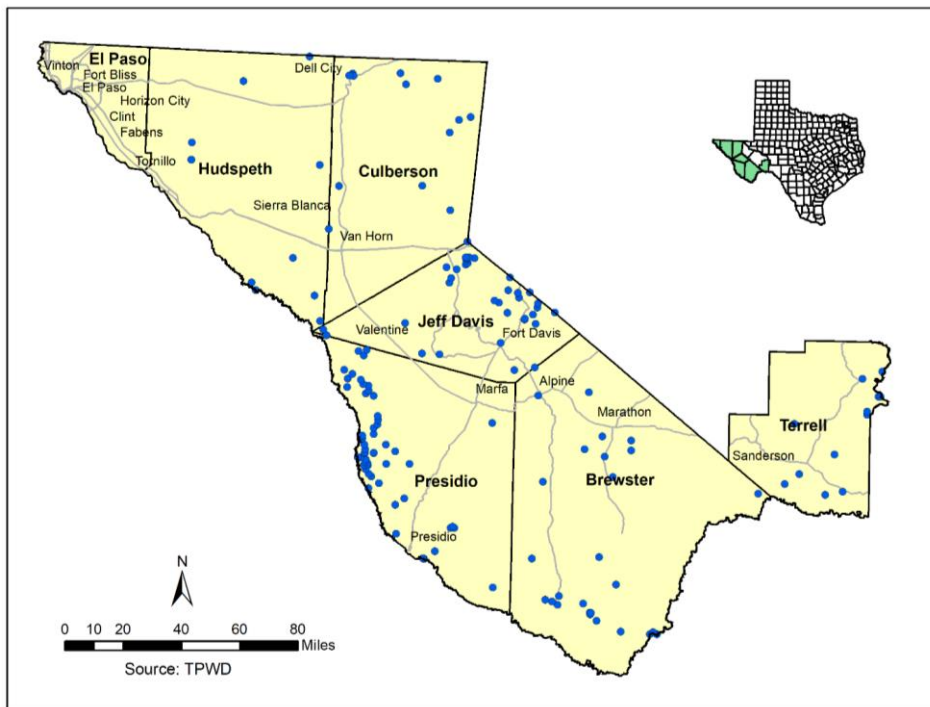 El Paso
Vinton
Fort Bliss
El Paso
Horizon City
Clint
Fabens
Tornillo
Hudspeth
Dell City
Culberson
Sierra Blanca
Van Horn
Jeff Davis
Valentine
Fort Davis
Marfa
Alpine
Marathon
Terrell
Sanderson
Presidio
Brewster
Presidio
N
0 10 20 40 60 80
Miles
Source: TPWD